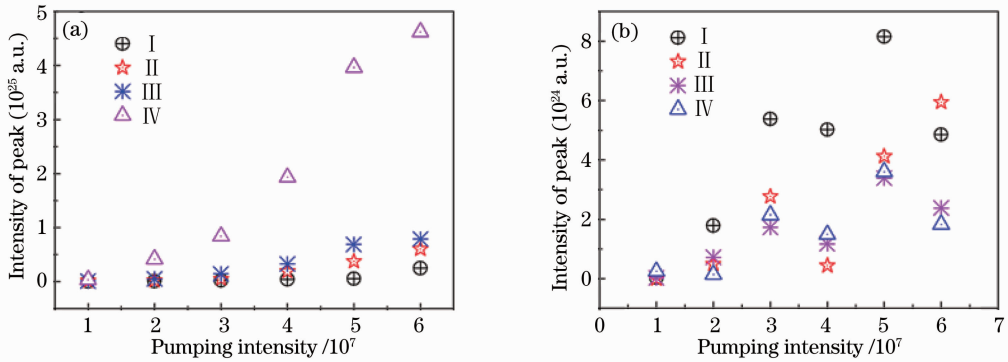 (a)
I
II
III
IV
5
4
3
2
1
0
Intensity of peak (10²⁵ a.u.)
1 2 3 4 5 6
Pumping intensity /10⁷
(b)
I
II
III
IV
8
6
4
2
0
Intensity of peak (10²⁴ a.u.)
0 1 2 3 4 5 6 7
Pumping intensity /10⁷